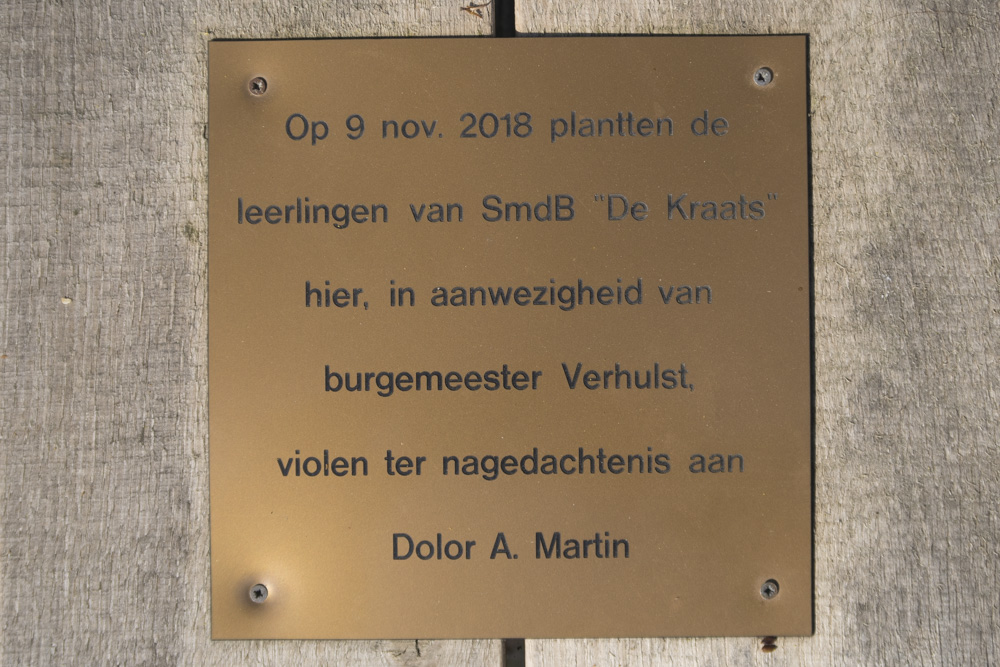 Op 9 nov. 2018 plantten de
leerlingen van SmdB "De Kraats"
hier, in aanwezigheid van
burgemeester Verhulst,
violen ter nagedachtenis aan
Dolor A. Martin